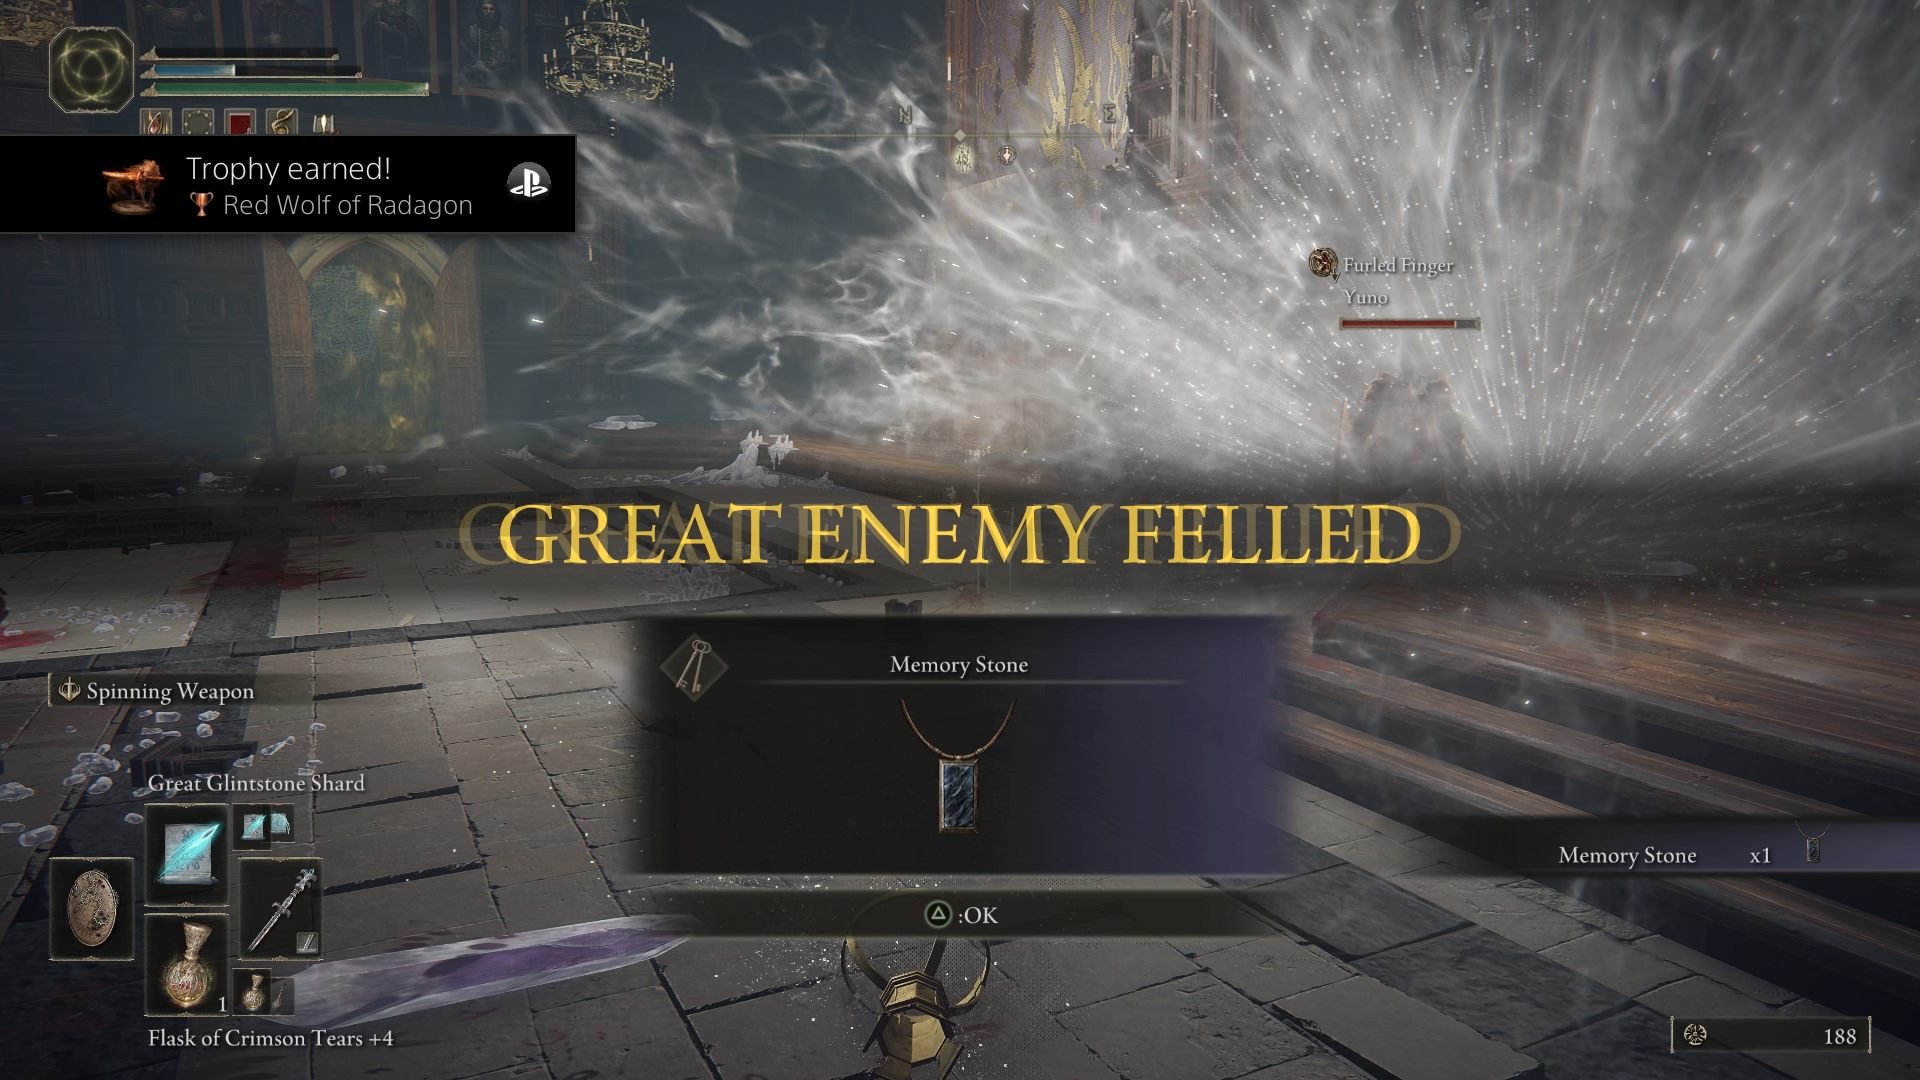 Trophy earned!
Red Wolf of Radagon
N
E
Furled Finger
Yuno
GREAT ENEMY FELLED
Memory Stone
:OK
Memory Stone x1
Spinning Weapon
Great Glintstone Shard
1
Flask of Crimson Tears +4
188